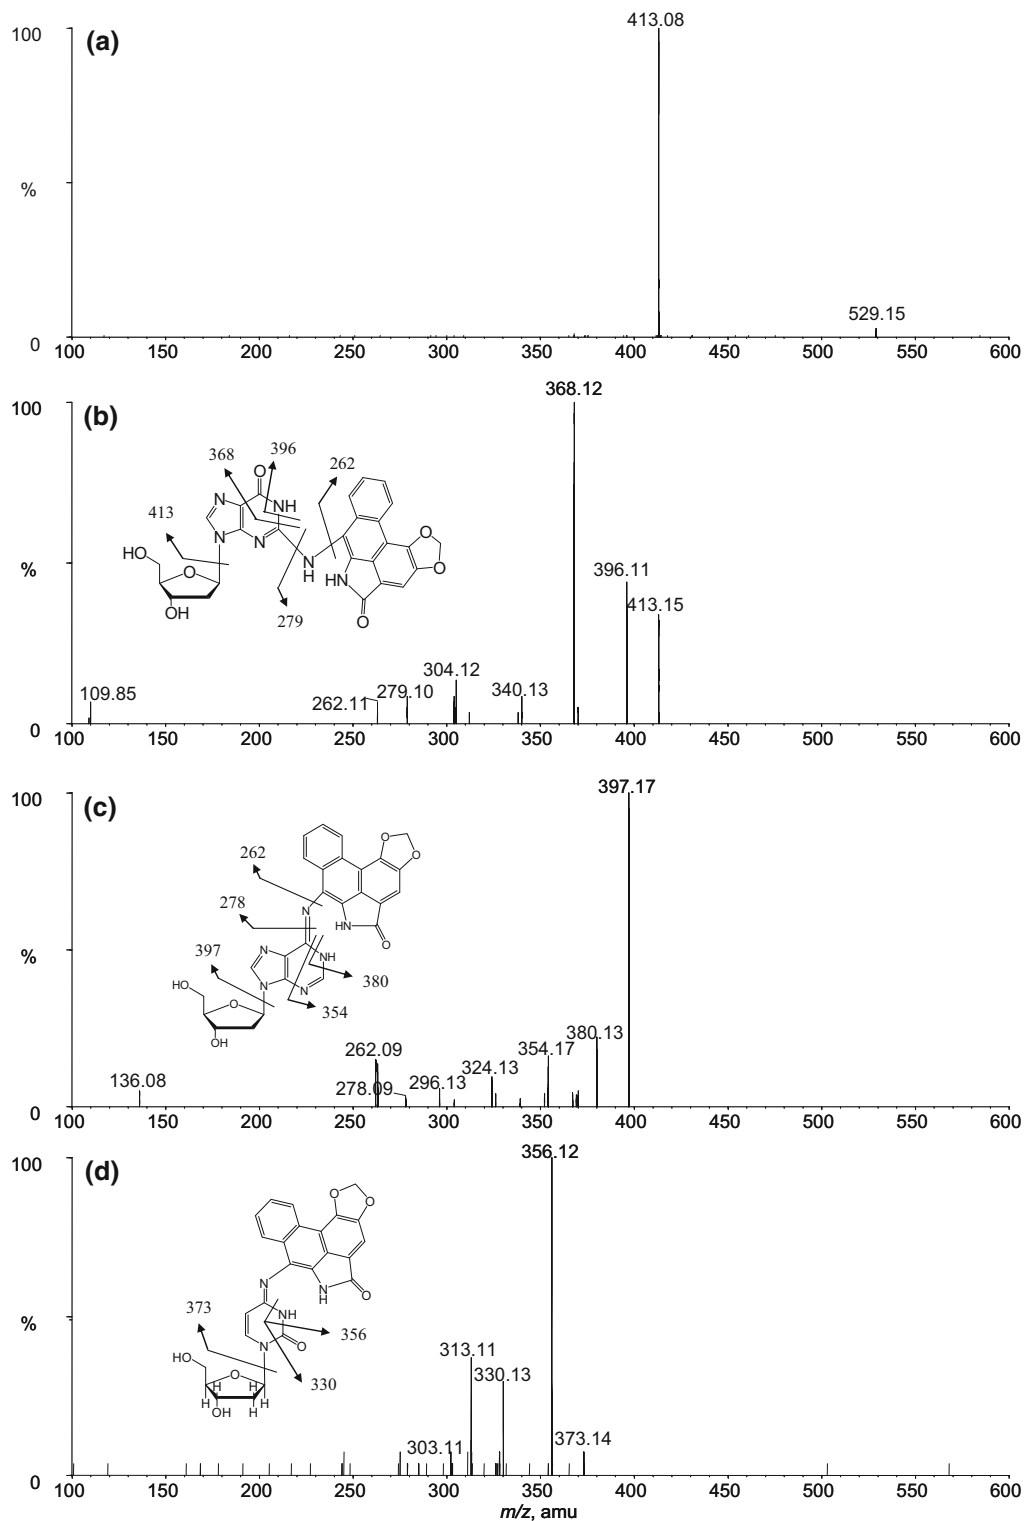 (a)
100
%
0
413.08
529.15
100 150 200 250 300 350 400 450 500 550 600
(b)
100
%
0
368.12
396.11
413.15
340.13
304.12
279.10
262.11
109.85
368
396
262
413
279
O
N
NH
N
N
N
H
HN
O
O
O
HO
O
OH
100 150 200 250 300 350 400 450 500 550 600
(c)
100
%
0
397.17
380.13
354.17
324.13
296.13
278.09
262.09
136.08
262
278
397
380
354
O
O
N
HN
O
N
NH
N
N
HO
O
OH
100 150 200 250 300 350 400 450 500 550 600
(d)
100
%
0
356.12
313.11
330.13
303.11
373.14
373
356
330
O
O
N
N
H
O
NH
N
O
HO
O
H
H
H
H
H
OH
100 150 200 250 300 350 400 450 500 550 600
m/z, amu